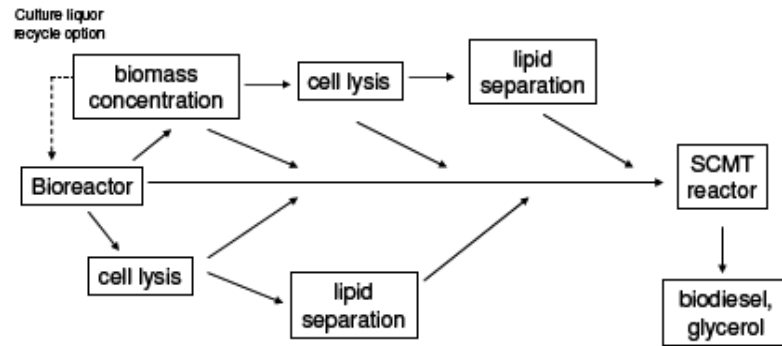 Culture liquor
recycle option
biomass
concentration
cell lysis
lipid
separation
Bioreactor
SCMT
reactor
cell lysis
lipid
separation
biodiesel,
glycerol